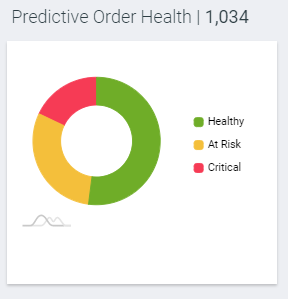 Predictive Order Health | 1,034
Healthy
At Risk
Critical